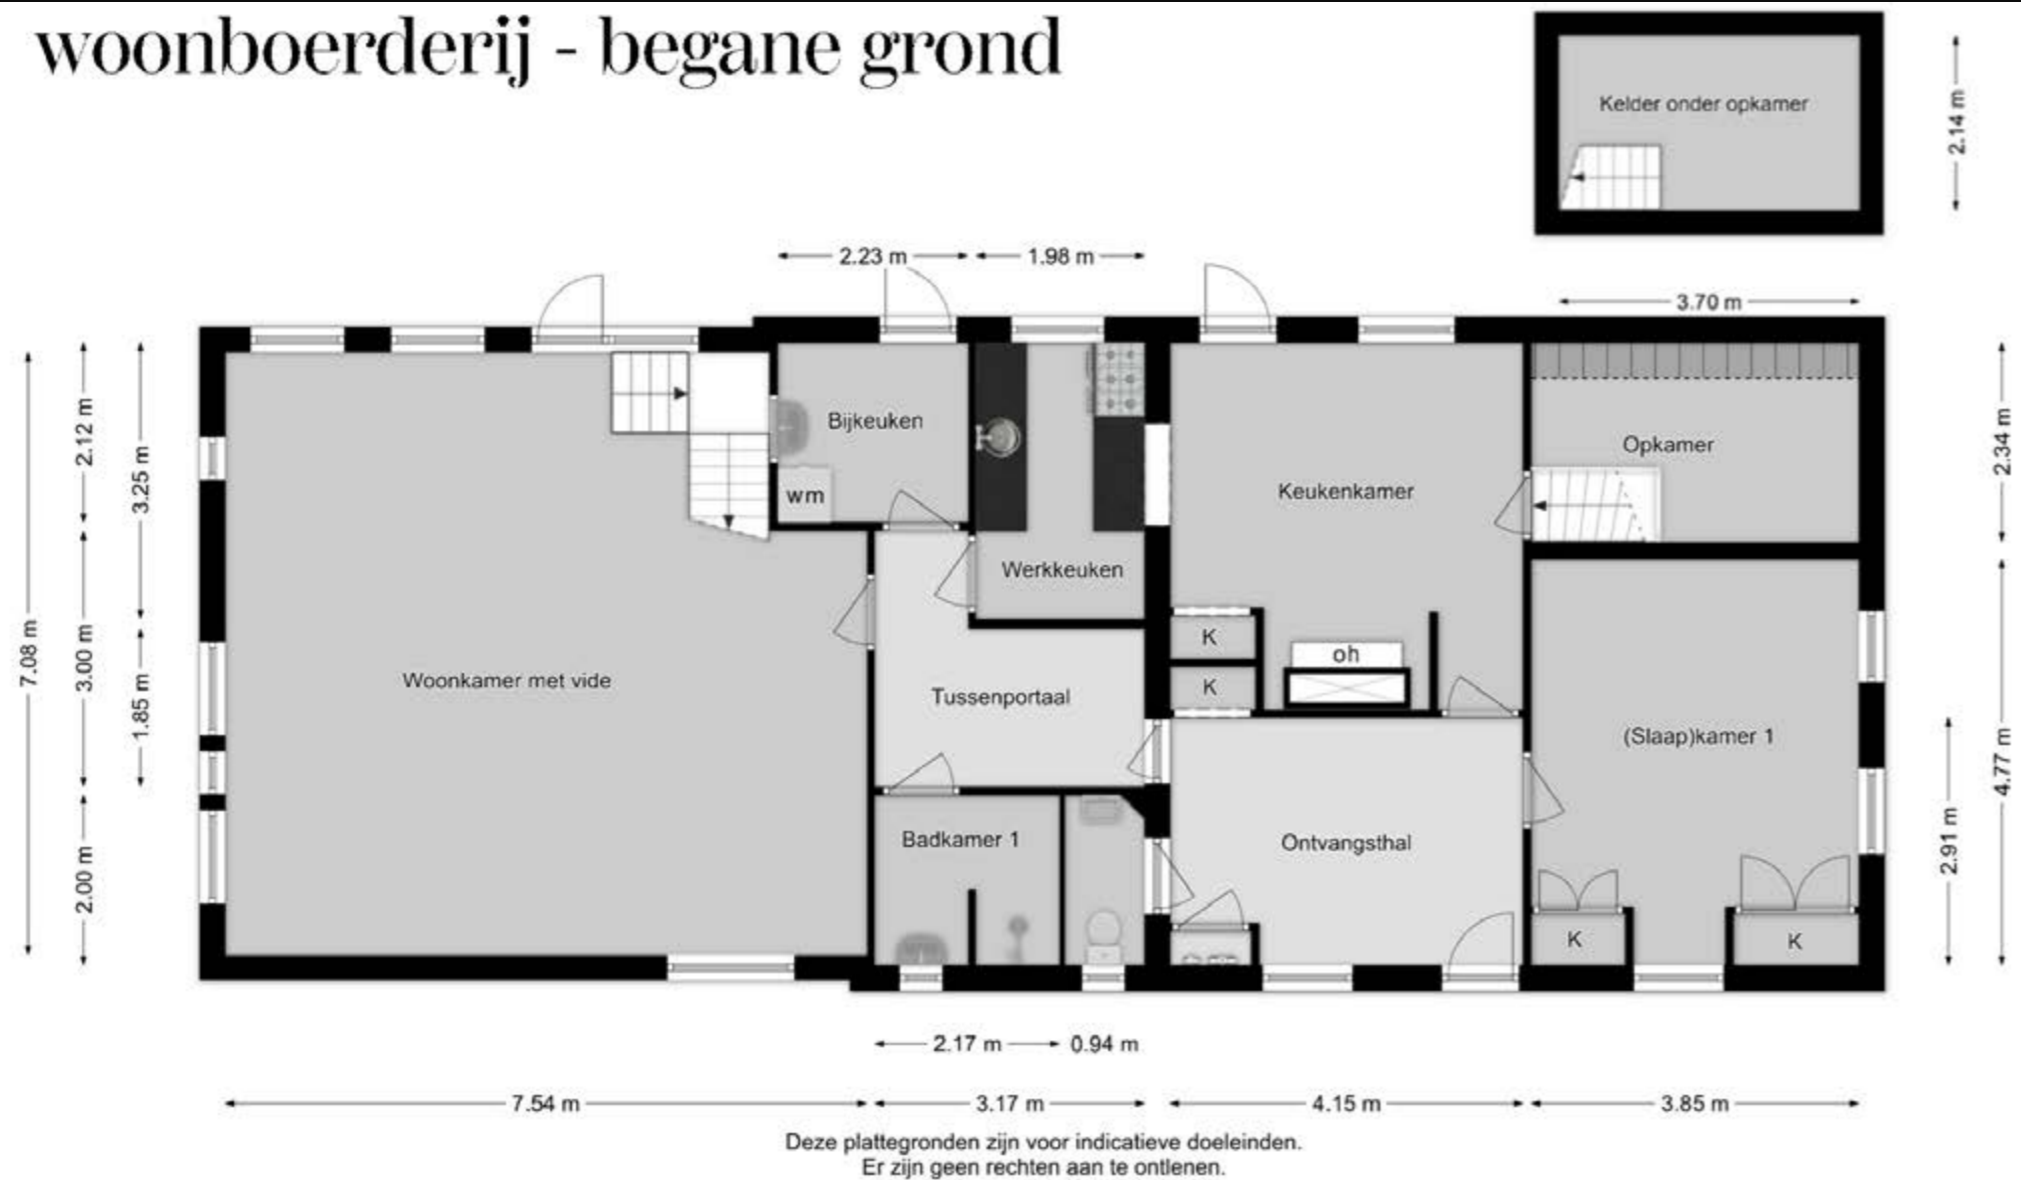 woonboerderij - begane grond
Kelder onder opkamer
2.14 m
2.23 m
1.98 m
3.70 m
7.08 m
2.12 m
3.00 m
2.00 m
3.25 m
1.85 m
Bijkeuken
wm
Werkkeuken
Keukenkamer
Opkamer
2.34 m
K
oh
K
Woonkamer met vide
Tussenportaal
(Slaap)kamer 1
4.77 m
2.91 m
Badkamer 1
Ontvangsthal
K
K
2.17 m
0.94 m
7.54 m
3.17 m
4.15 m
3.85 m
Deze plattegronden zijn voor indicatieve doeleinden.
Er zijn geen rechten aan te ontlenen.